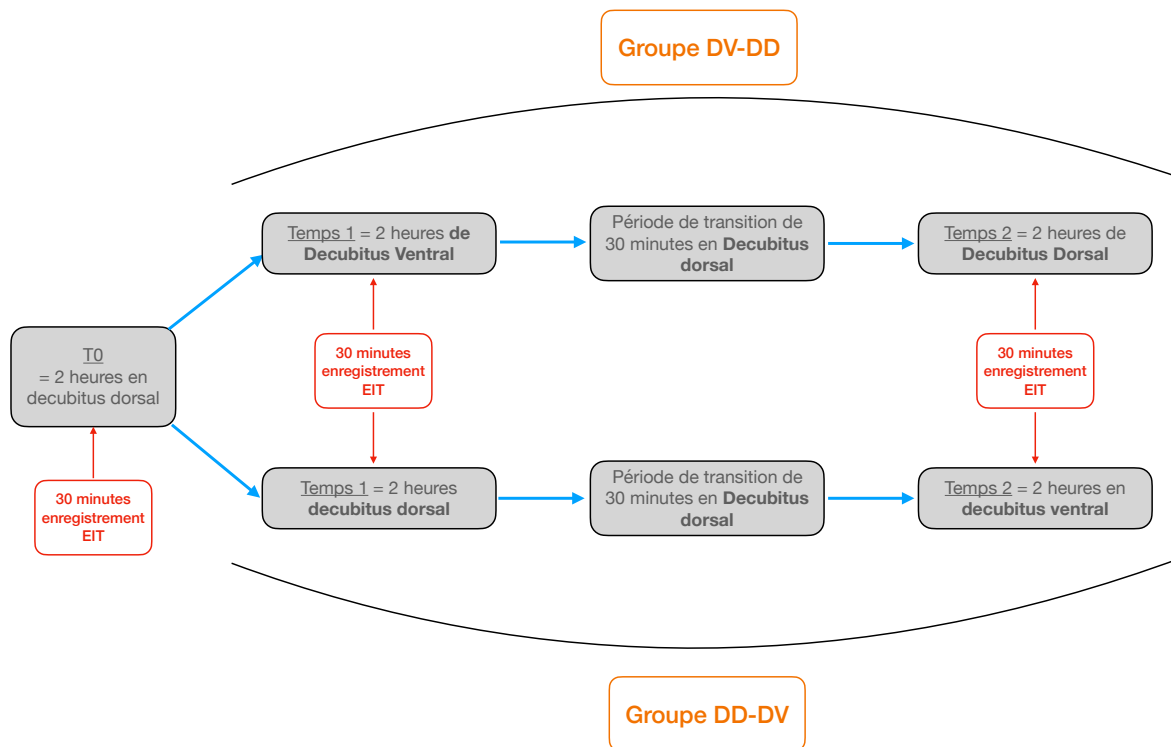 Groupe DV-DD
Temps 1 = 2 heures de
Decubitus Ventral
Période de transition de
30 minutes en Decubitus
dorsal
Temps 2 = 2 heures de
Decubitus Dorsal
T0
= 2 heures en
decubitus dorsal
30 minutes
enregistrement
EIT
30 minutes
enregistrement
EIT
30 minutes
enregistrement
EIT
Temps 1 = 2 heures
decubitus dorsal
Période de transition de
30 minutes en Decubitus
dorsal
Temps 2 = 2 heures en
decubitus ventral
Groupe DD-DV